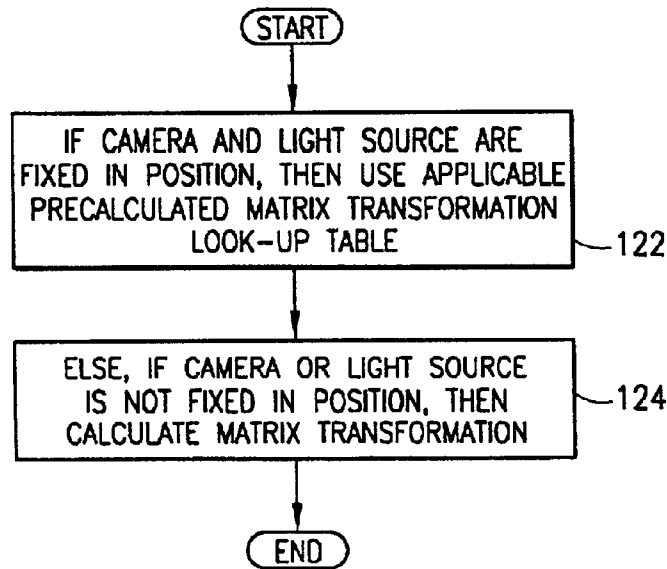 START
IF CAMERA AND LIGHT SOURCE ARE
FIXED IN POSITION, THEN USE APPLICABLE
PRECALCULATED MATRIX TRANSFORMATION
LOOK-UP TABLE
122
ELSE, IF CAMERA OR LIGHT SOURCE
IS NOT FIXED IN POSITION, THEN
CALCULATE MATRIX TRANSFORMATION
124
END